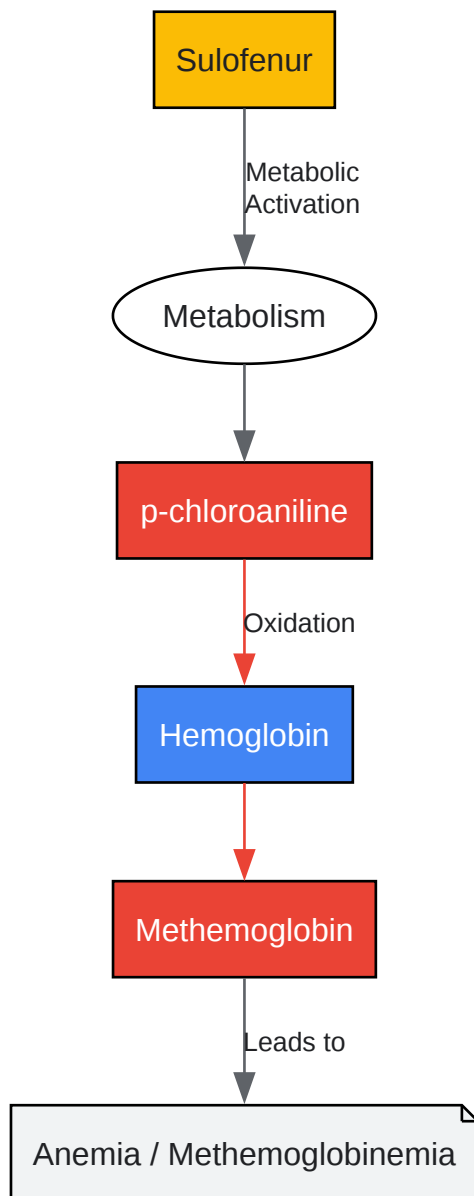 Sulofenur
Metabolic
Activation
Metabolism
p-chloroaniline
Oxidation
Hemoglobin
Methemoglobin
Leads to
Anemia / Methemoglobinemia